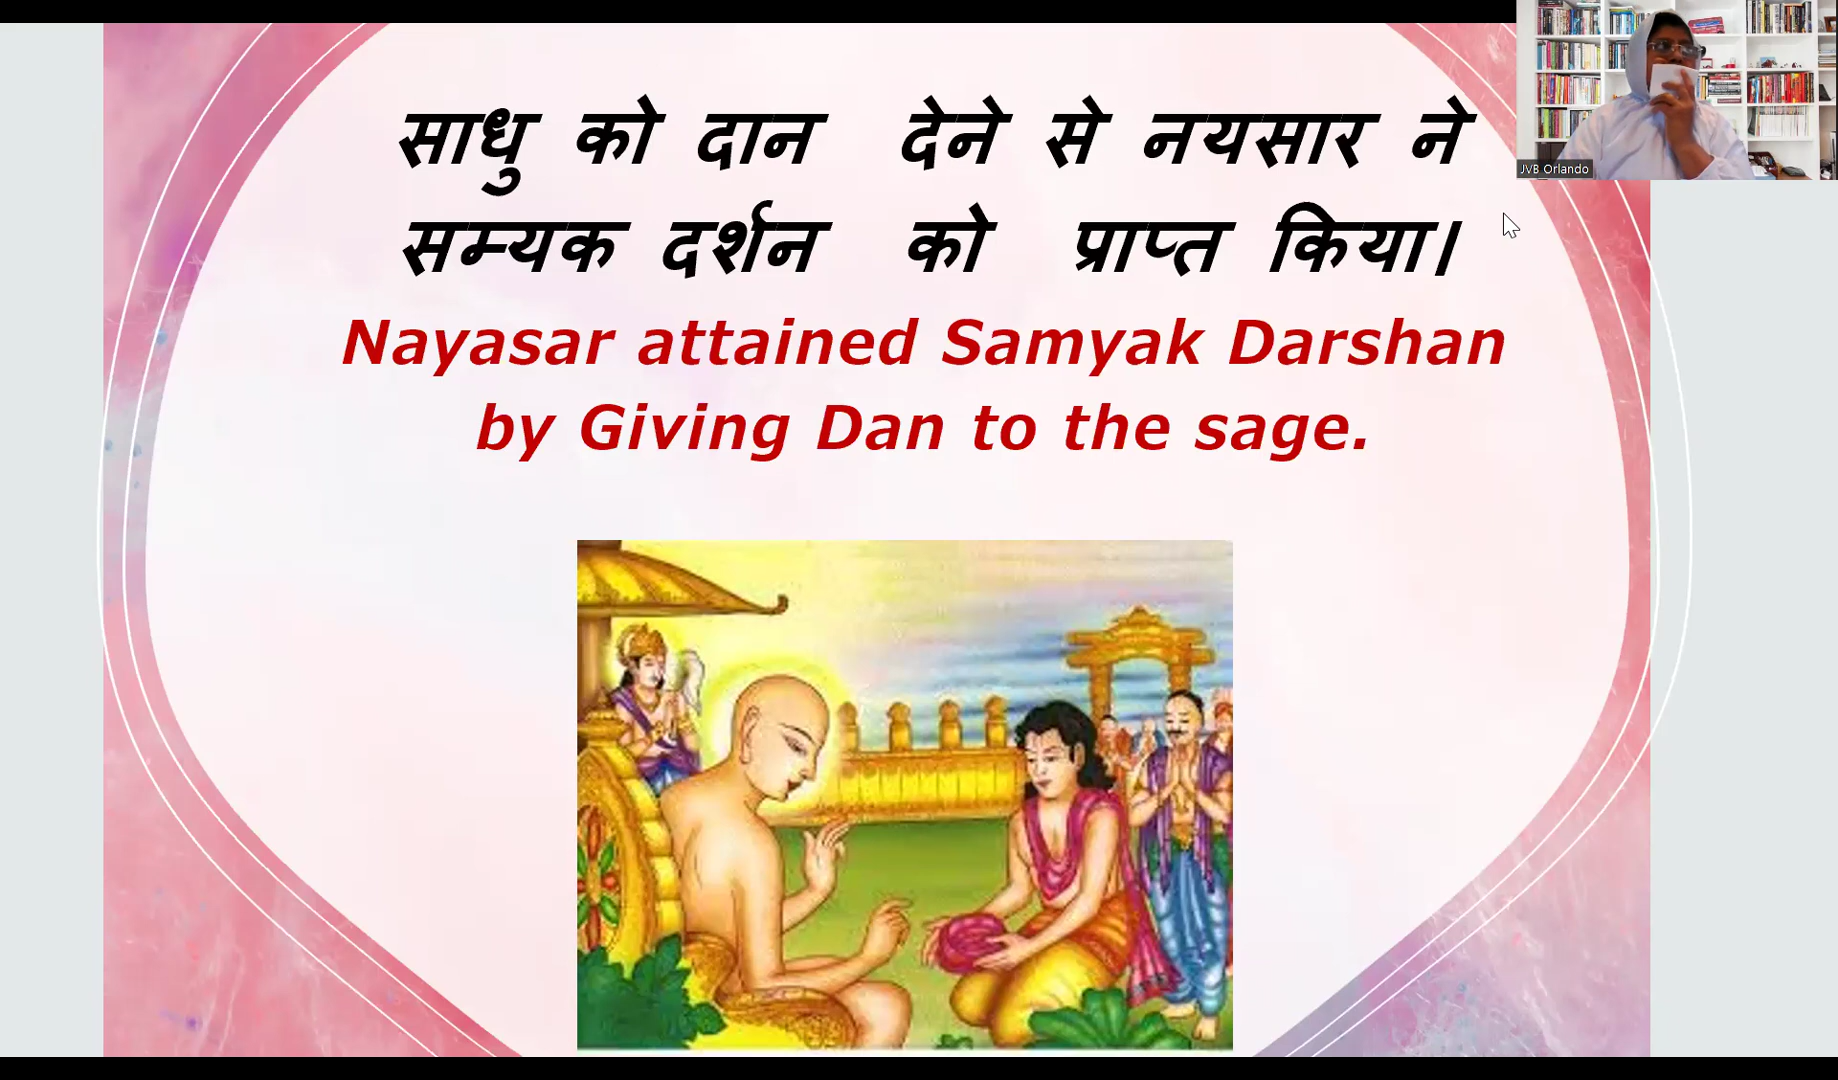 साधु को दान देने से नयसार ने
सम्यक दर्शन को प्राप्त किया।
Nayasar attained Samyak Darshan
by Giving Dan to the sage.
JVB Orlando